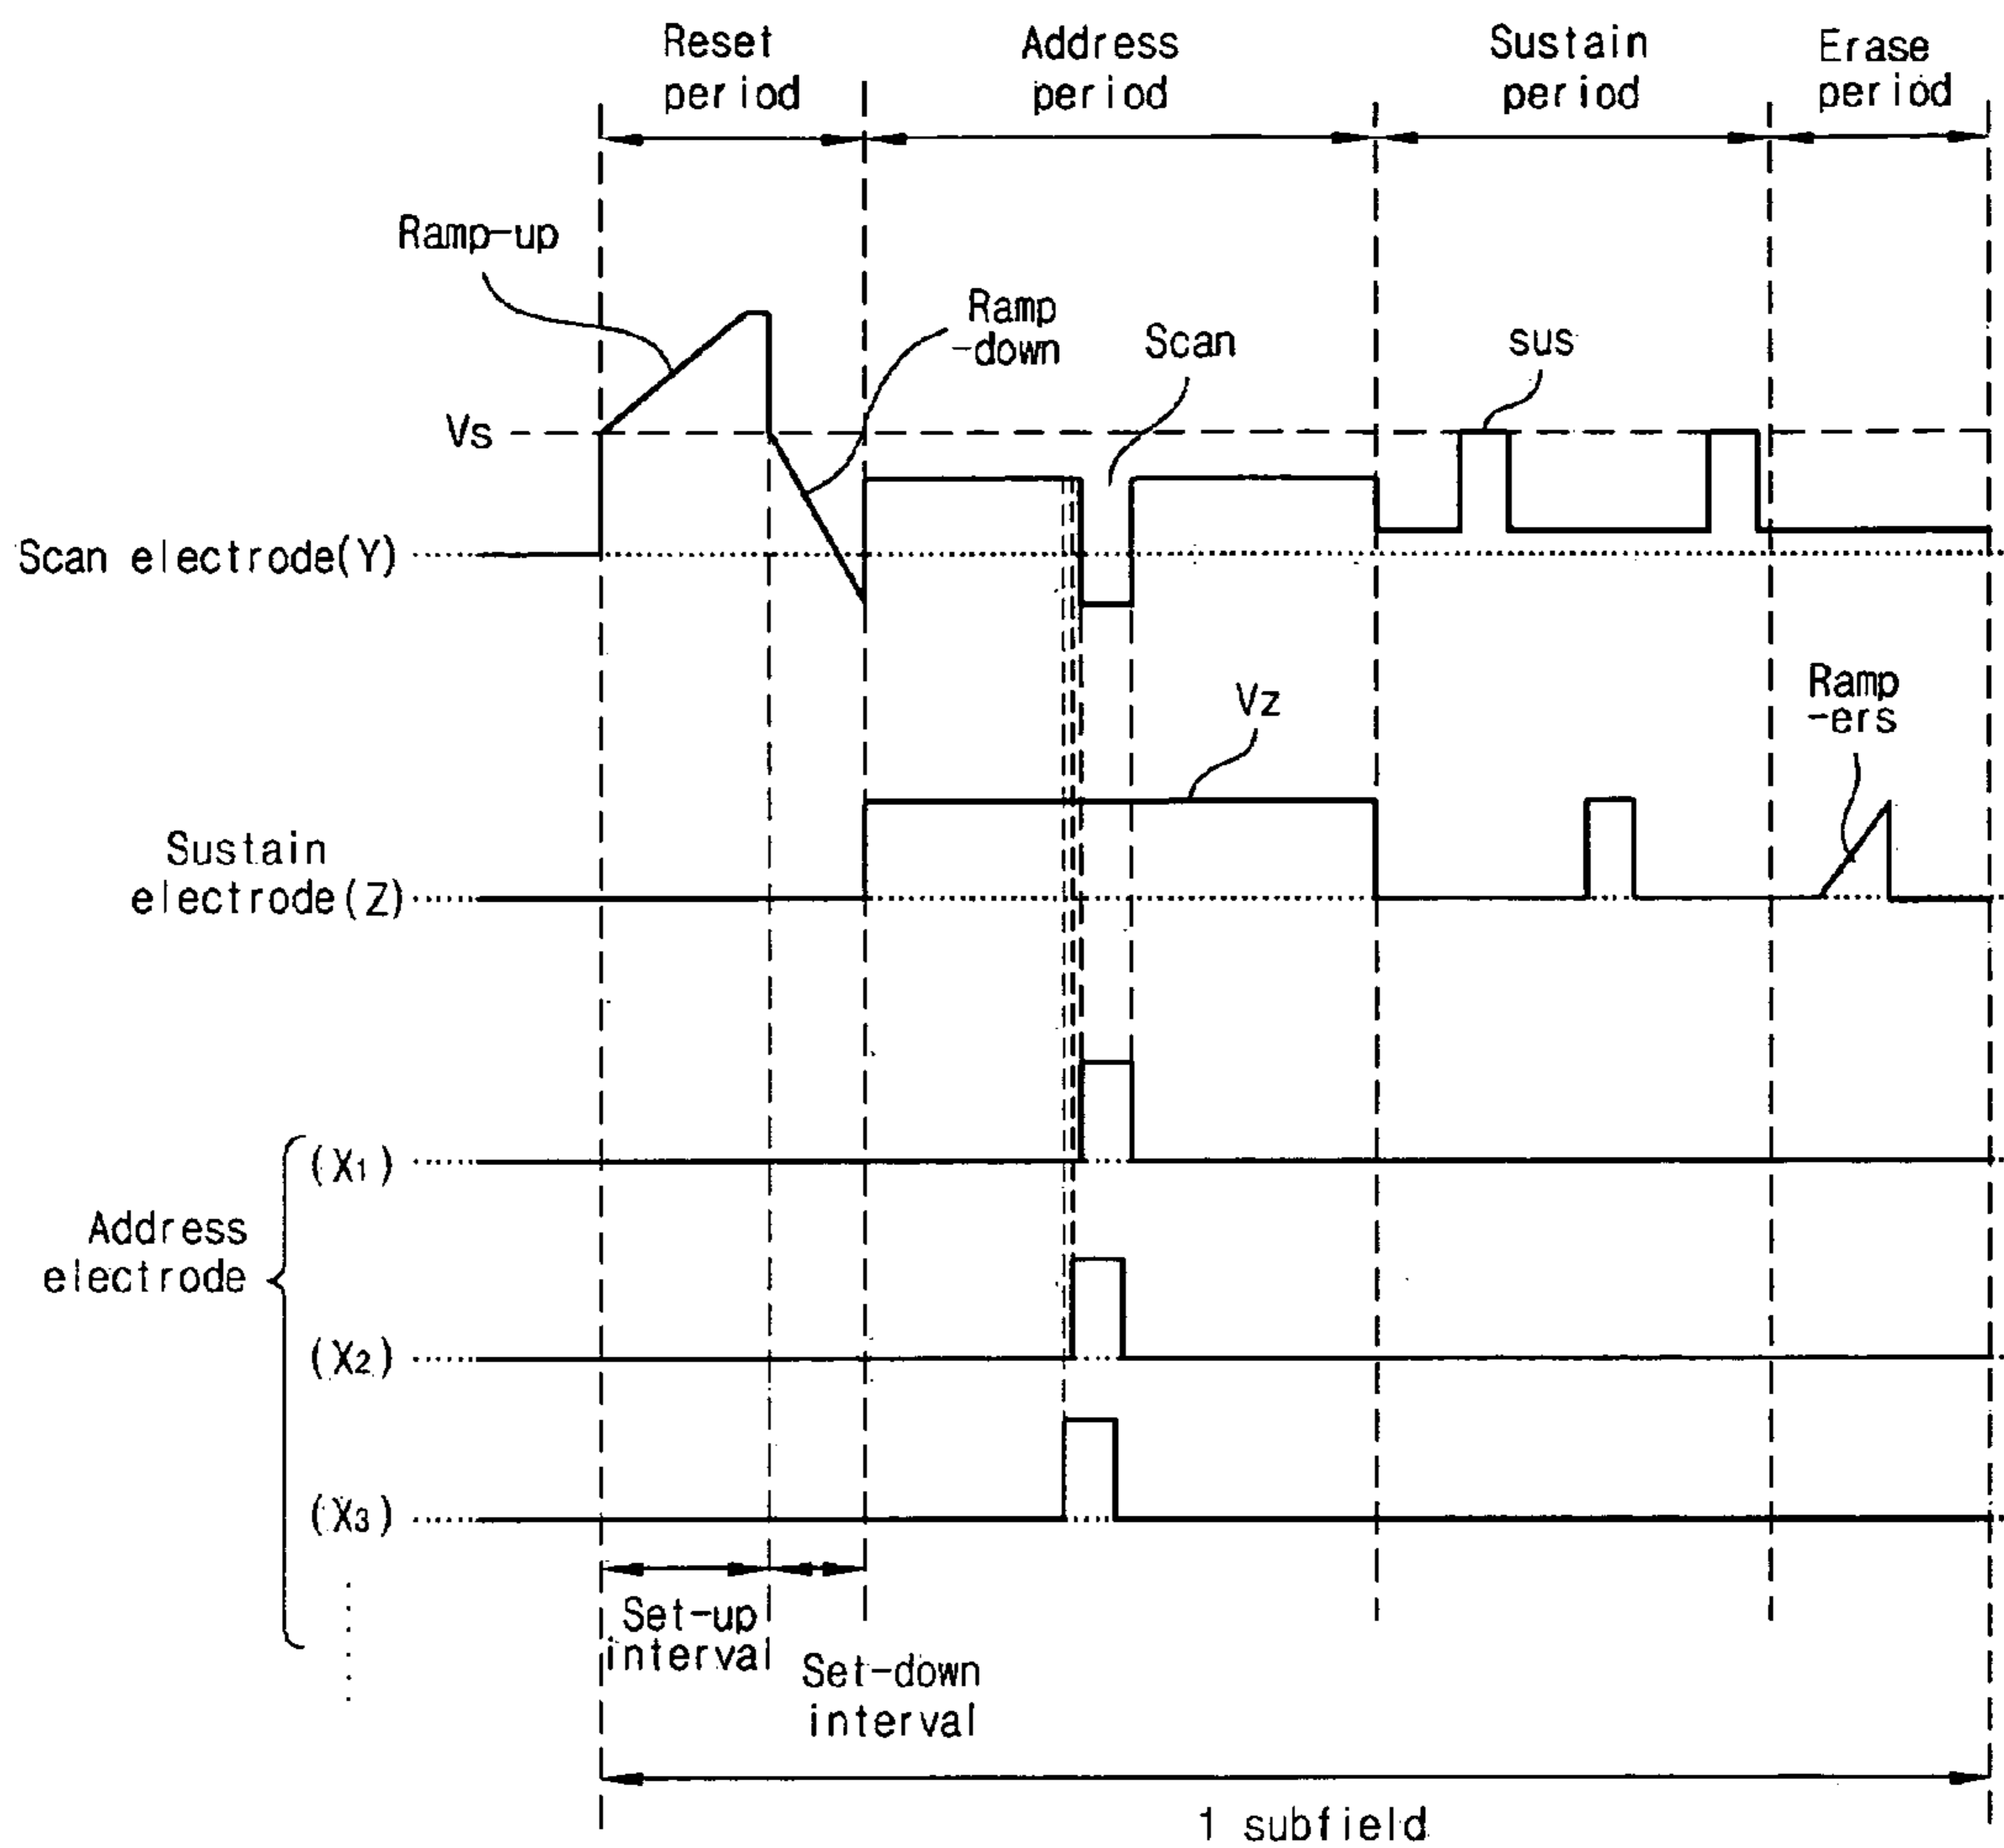 Reset
period
Address
period
Sustain
period
Erase
period
Ramp-up
Ramp
-down
Scan
sus
Vs
Scan electrode(Y)
Vz
Ramp
-ers
Sustain
electrode(Z)
(X1)
Address
electrode
(X2)
(X3)
Set-up
interval
Set-down
interval
1 subfield